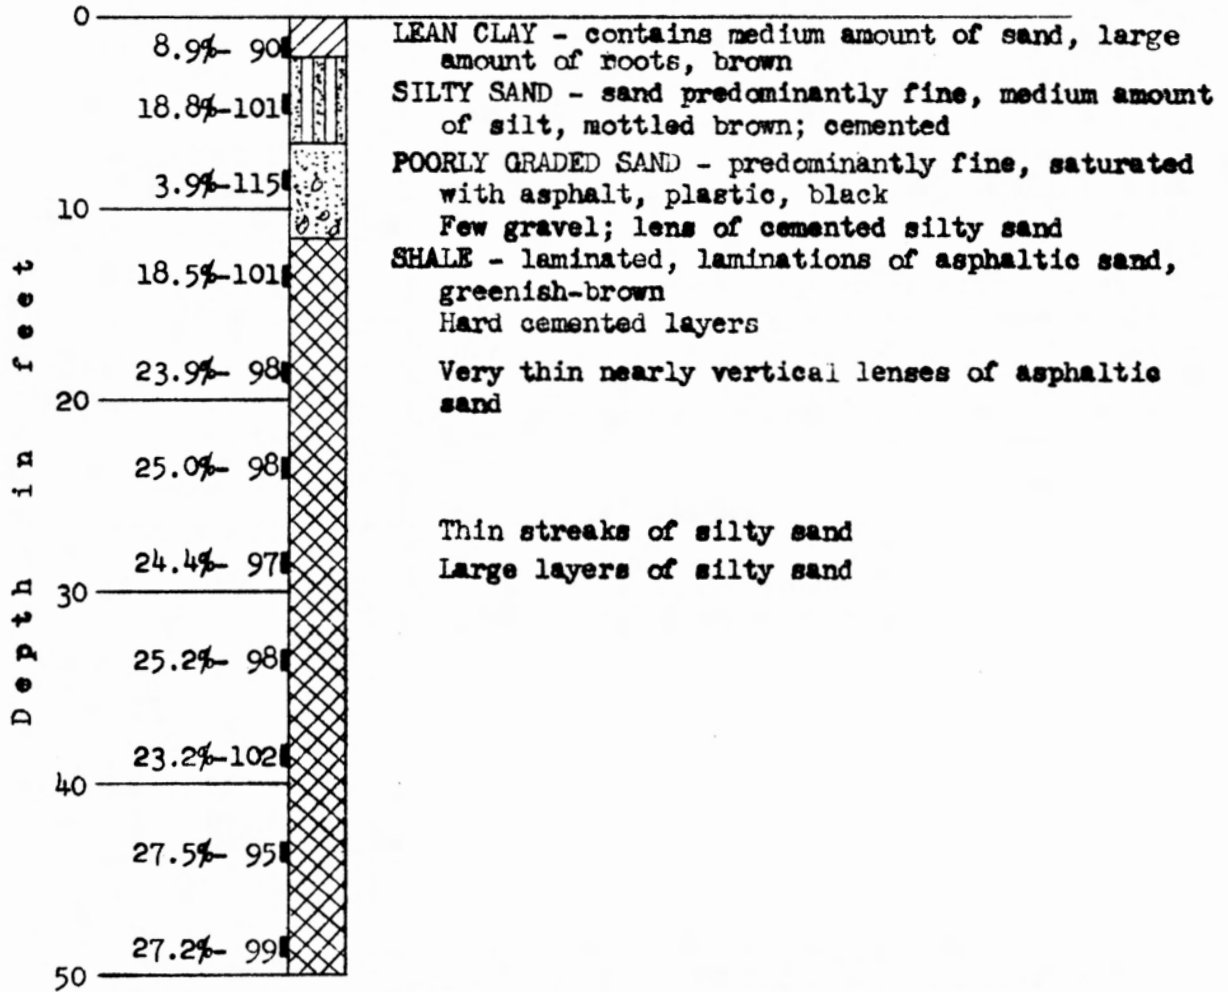 0
8.9%- 90
LEAN CLAY - contains medium amount of sand, large
amount of roots, brown
18.8%-101
SILTY SAND - sand predominantly fine, medium amount
of silt, mottled brown; cemented
3.9%-115
POORLY GRADED SAND - predominantly fine, saturated
with asphalt, plastic, black
10
Few gravel; lens of cemented silty sand
18.5%-101
SHALE - laminated, laminations of asphaltic sand,
greenish-brown
Hard cemented layers
23.9%- 98
Very thin nearly vertical lenses of asphaltic
sand
20
25.0%- 98
Thin streaks of silty sand
24.4%- 97
Large layers of silty sand
30
25.2%- 98
23.2%-102
40
27.5%- 95
27.2%- 99
50
Depth in feet